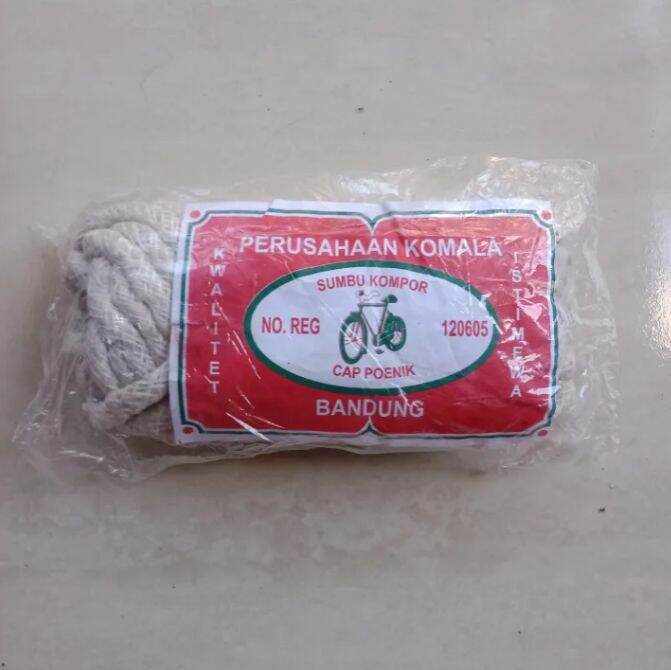 PERUSAHAAN KOMALA
KWALITET
ISTIMEWA
SUMBU KOMPOR
NO. REG 120605
CAP POENIK
BANDUNG